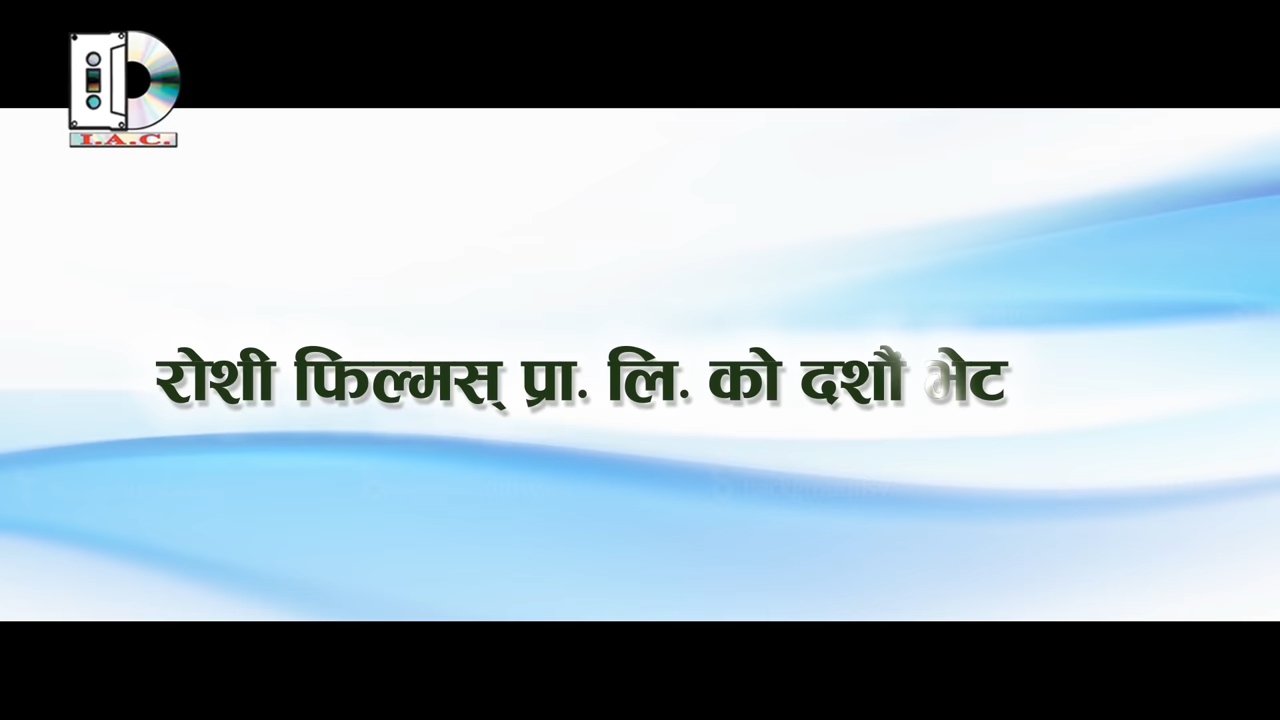 I.A.C.
रोशी फिल्मस् प्रा. लि. को दशौं भेट